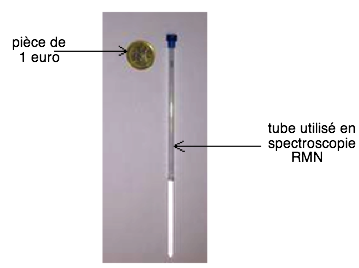 pièce de
1 euro
tube utilisé en
spectroscopie
RMN